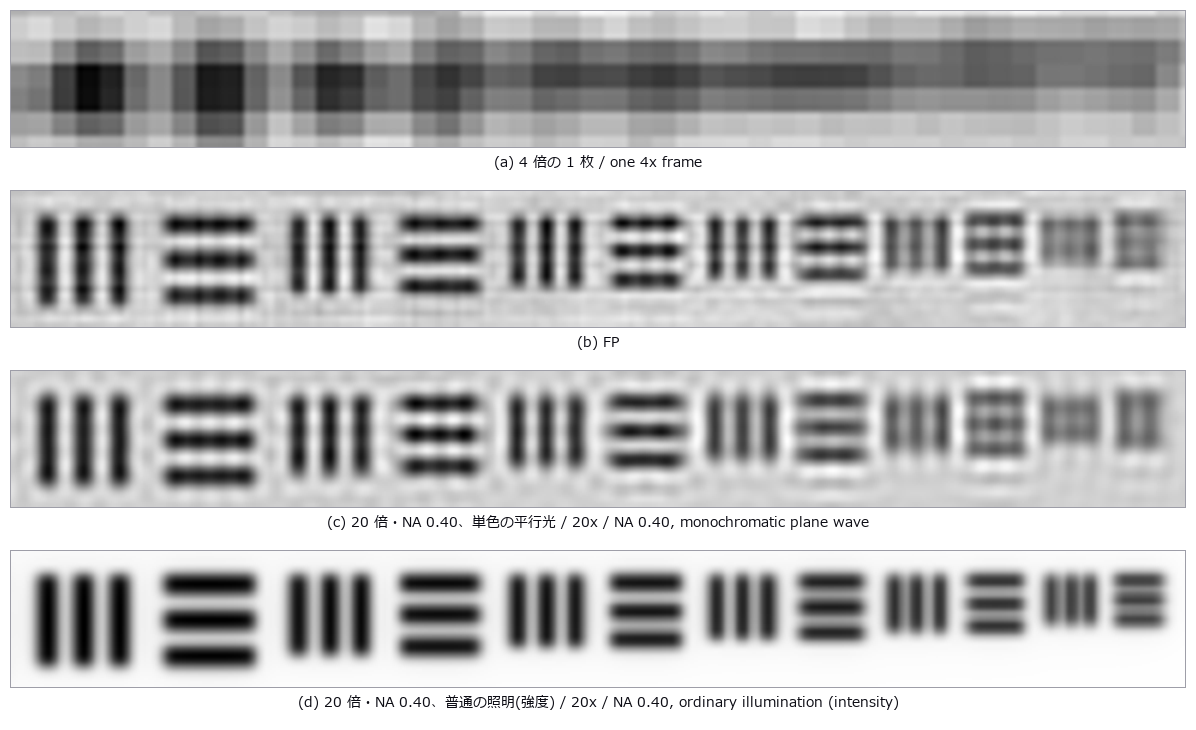 (a) 4 倍の 1 枚 / one 4x frame
(b) FP
(c) 20 倍・NA 0.40、単色の平行光 / 20x / NA 0.40, monochromatic plane wave
(d) 20 倍・NA 0.40、普通の照明(強度) / 20x / NA 0.40, ordinary illumination (intensity)